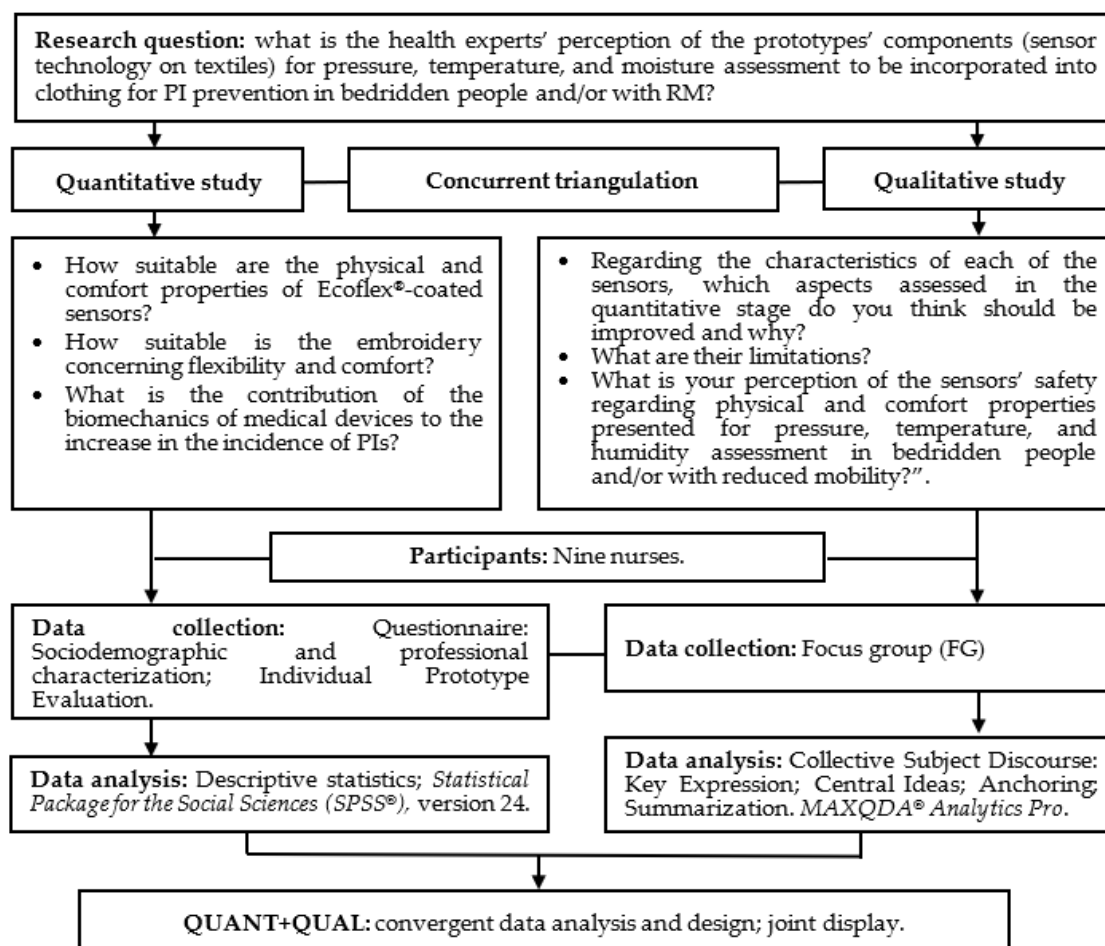 Research question: what is the health experts' perception of the prototypes' components (sensor
technology on textiles) for pressure, temperature, and moisture assessment to be incorporated into
clothing for PI prevention in bedridden people and/or with RM?
Quantitative study
Concurrent triangulation
Qualitative study
• How suitable are the physical and
comfort properties of Ecoflex®-coated
sensors?
• How suitable is the embroidery
concerning flexibility and comfort?
• What is the contribution of the
biomechanics of medical devices to the
increase in the incidence of PIs?
• Regarding the characteristics of each of the
sensors, which aspects assessed in the
quantitative stage do you think should be
improved and why?
• What are their limitations?
• What is your perception of the sensors' safety
regarding physical and comfort properties
presented for pressure, temperature, and
humidity assessment in bedridden people
and/or with reduced mobility?".
Participants: Nine nurses.
Data collection: Questionnaire:
Sociodemographic and professional
characterization; Individual Prototype
Evaluation.
Data collection: Focus group (FG)
Data analysis: Descriptive statistics; Statistical
Package for the Social Sciences (SPSS®), version 24.
Data analysis: Collective Subject Discourse:
Key Expression; Central Ideas; Anchoring;
Summarization. MAXQDA® Analytics Pro.
QUANT+QUAL: convergent data analysis and design; joint display.